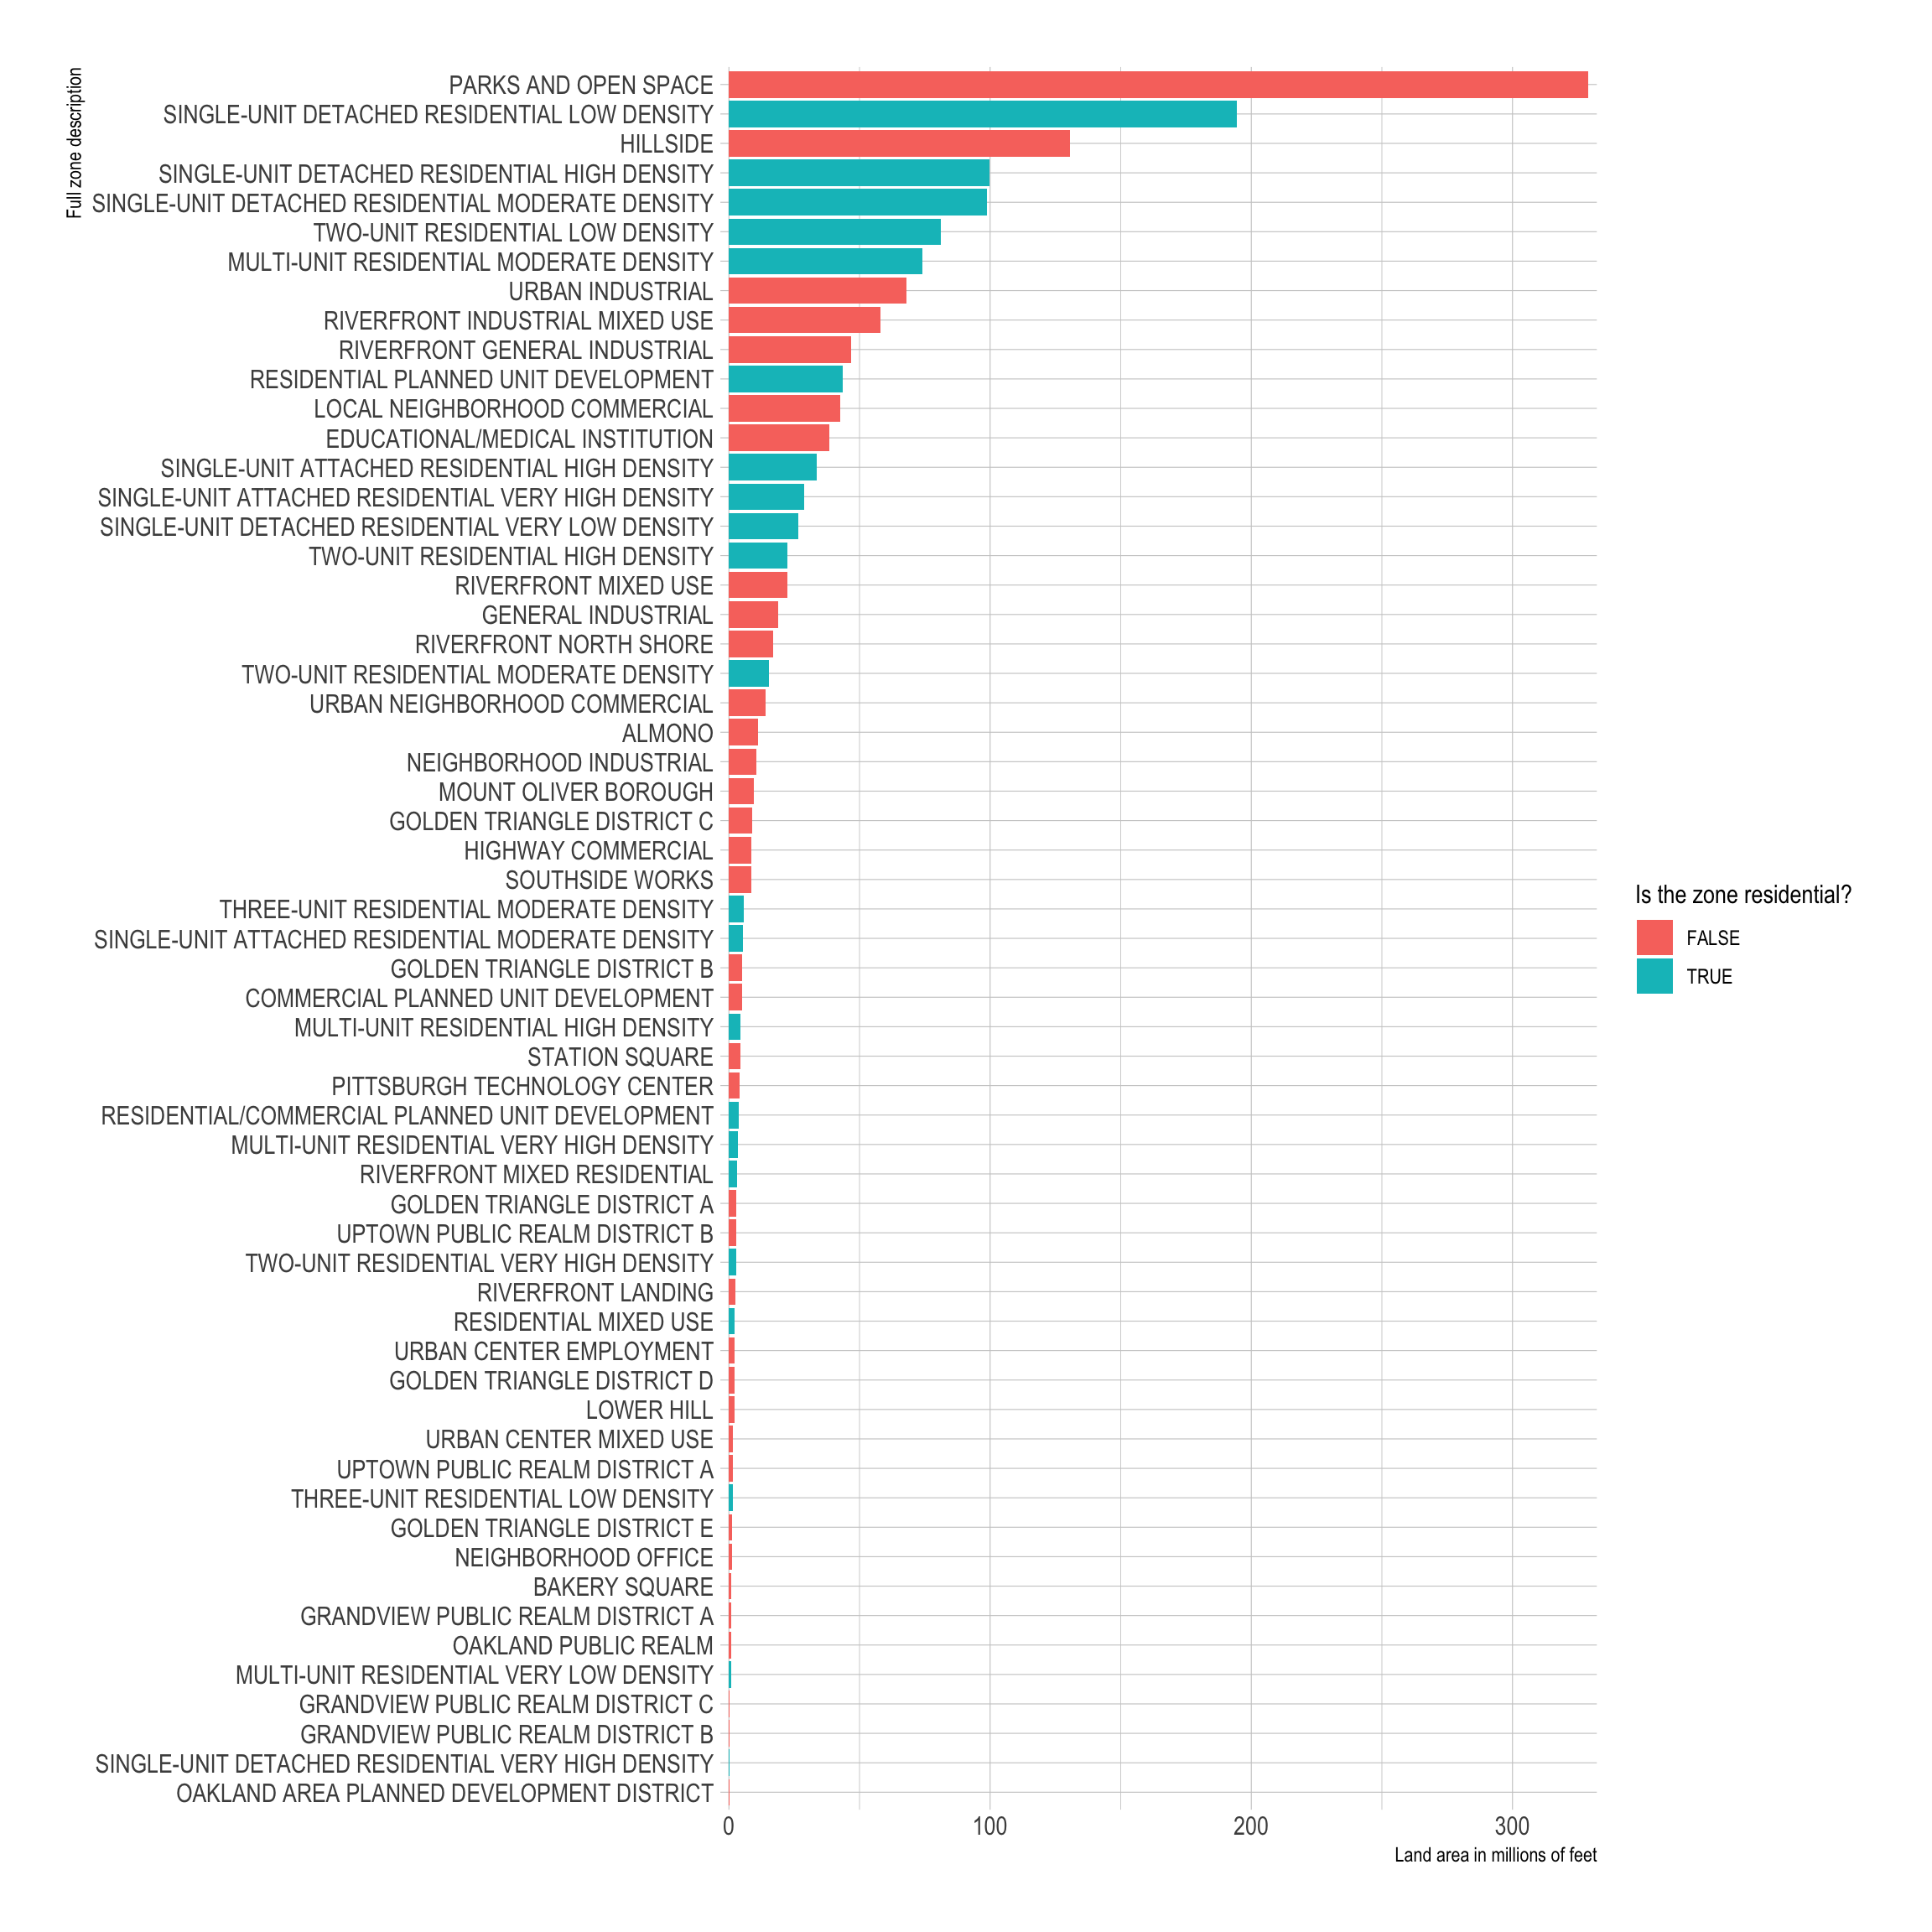 Full zone description
PARKS AND OPEN SPACE
SINGLE-UNIT DETACHED RESIDENTIAL LOW DENSITY
HILLSIDE
SINGLE-UNIT DETACHED RESIDENTIAL HIGH DENSITY
SINGLE-UNIT DETACHED RESIDENTIAL MODERATE DENSITY
TWO-UNIT RESIDENTIAL LOW DENSITY
MULTI-UNIT RESIDENTIAL MODERATE DENSITY
URBAN INDUSTRIAL
RIVERFRONT INDUSTRIAL MIXED USE
RIVERFRONT GENERAL INDUSTRIAL
RESIDENTIAL PLANNED UNIT DEVELOPMENT
LOCAL NEIGHBORHOOD COMMERCIAL
EDUCATIONAL/MEDICAL INSTITUTION
SINGLE-UNIT ATTACHED RESIDENTIAL HIGH DENSITY
SINGLE-UNIT ATTACHED RESIDENTIAL VERY HIGH DENSITY
SINGLE-UNIT DETACHED RESIDENTIAL VERY LOW DENSITY
TWO-UNIT RESIDENTIAL HIGH DENSITY
RIVERFRONT MIXED USE
GENERAL INDUSTRIAL
RIVERFRONT NORTH SHORE
TWO-UNIT RESIDENTIAL MODERATE DENSITY
URBAN NEIGHBORHOOD COMMERCIAL
ALMONO
NEIGHBORHOOD INDUSTRIAL
MOUNT OLIVER BOROUGH
GOLDEN TRIANGLE DISTRICT C
HIGHWAY COMMERCIAL
SOUTHSIDE WORKS
THREE-UNIT RESIDENTIAL MODERATE DENSITY
SINGLE-UNIT ATTACHED RESIDENTIAL MODERATE DENSITY
GOLDEN TRIANGLE DISTRICT B
COMMERCIAL PLANNED UNIT DEVELOPMENT
MULTI-UNIT RESIDENTIAL HIGH DENSITY
STATION SQUARE
PITTSBURGH TECHNOLOGY CENTER
RESIDENTIAL/COMMERCIAL PLANNED UNIT DEVELOPMENT
MULTI-UNIT RESIDENTIAL VERY HIGH DENSITY
RIVERFRONT MIXED RESIDENTIAL
GOLDEN TRIANGLE DISTRICT A
UPTOWN PUBLIC REALM DISTRICT B
TWO-UNIT RESIDENTIAL VERY HIGH DENSITY
RIVERFRONT LANDING
RESIDENTIAL MIXED USE
URBAN CENTER EMPLOYMENT
GOLDEN TRIANGLE DISTRICT D
LOWER HILL
URBAN CENTER MIXED USE
UPTOWN PUBLIC REALM DISTRICT A
THREE-UNIT RESIDENTIAL LOW DENSITY
GOLDEN TRIANGLE DISTRICT E
NEIGHBORHOOD OFFICE
BAKERY SQUARE
GRANDVIEW PUBLIC REALM DISTRICT A
OAKLAND PUBLIC REALM
MULTI-UNIT RESIDENTIAL VERY LOW DENSITY
GRANDVIEW PUBLIC REALM DISTRICT C
GRANDVIEW PUBLIC REALM DISTRICT B
SINGLE-UNIT DETACHED RESIDENTIAL VERY HIGH DENSITY
OAKLAND AREA PLANNED DEVELOPMENT DISTRICT
0 100 200 300
Land area in millions of feet
Is the zone residential?
FALSE
TRUE